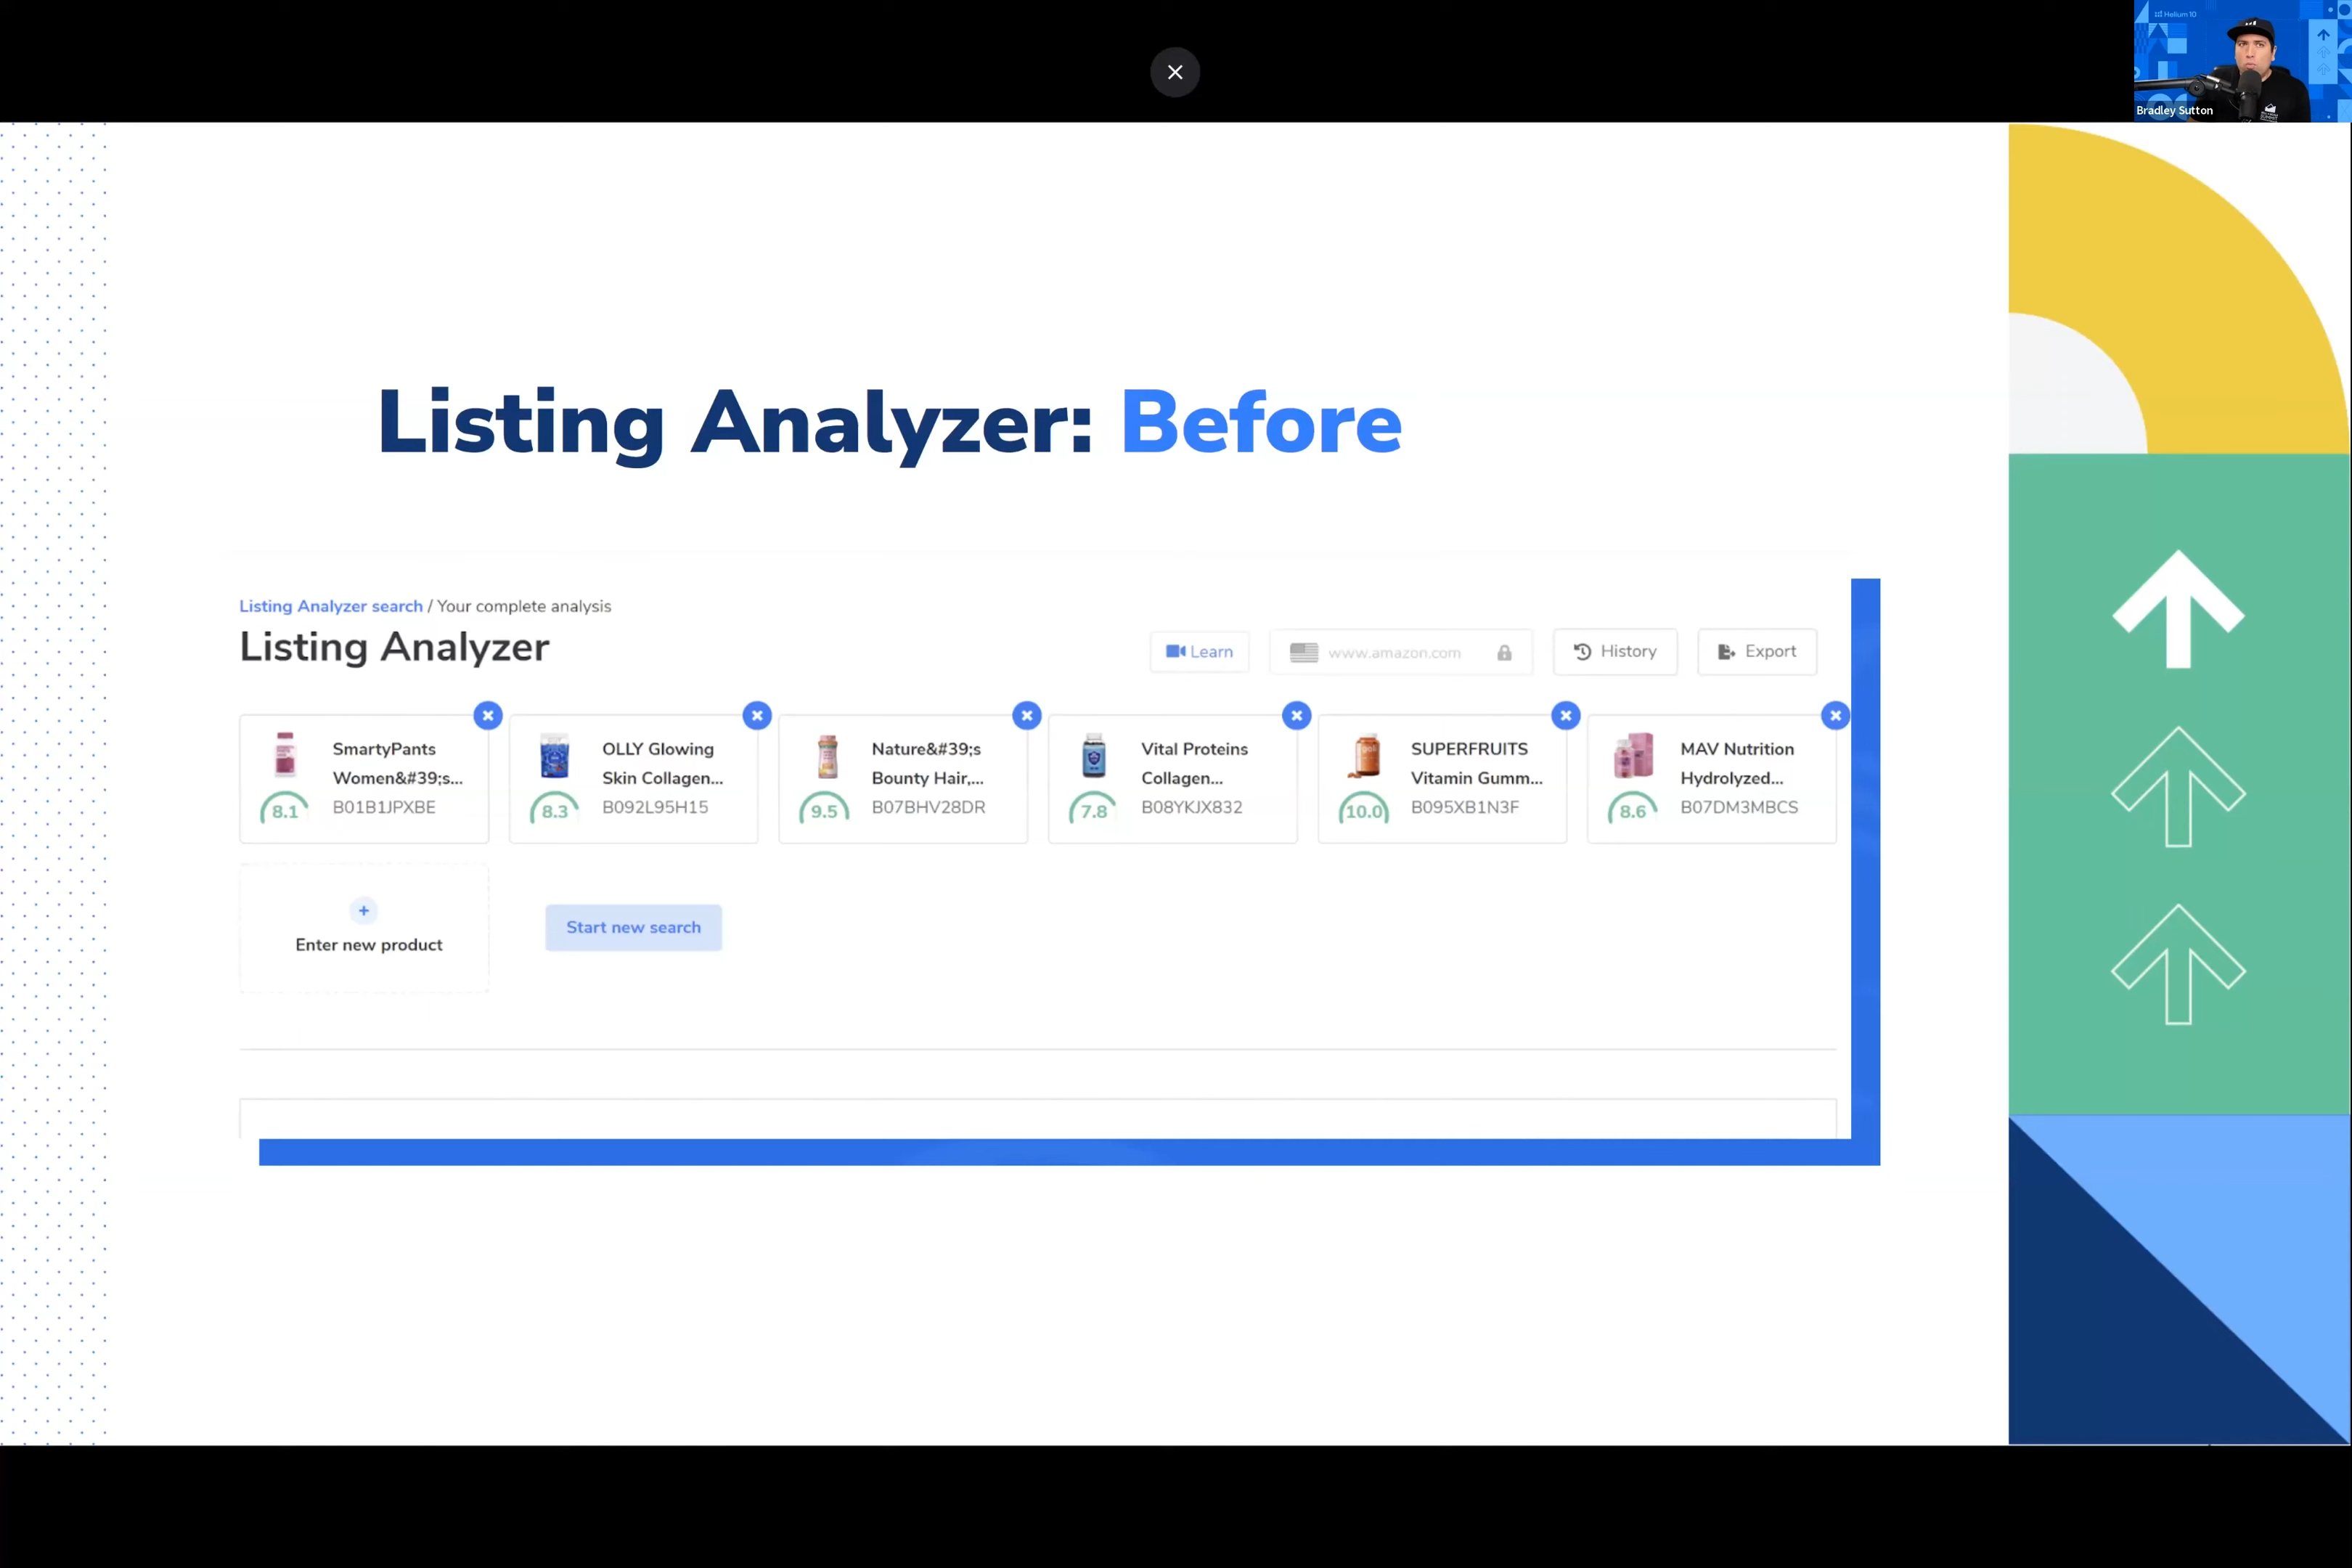 Helium 10
Bradley Sutton
Listing Analyzer: Before
Listing Analyzer search / Your complete analysis
Listing Analyzer
Learn
www.amazon.com
History
Export
SmartyPants
Women&#39;s...
B01B1JPXBE
8.1
OLLY Glowing
Skin Collagen...
B092L95H15
8.3
Nature&#39;s
Bounty Hair,...
B07BHV28DR
9.5
Vital Proteins
Collagen...
B08YKJX832
7.8
SUPERFRUITS
Vitamin Gumm...
B095XB1N3F
10.0
MAV Nutrition
Hydrolyzed...
B07DM3MBCS
8.6
+
Enter new product
Start new search